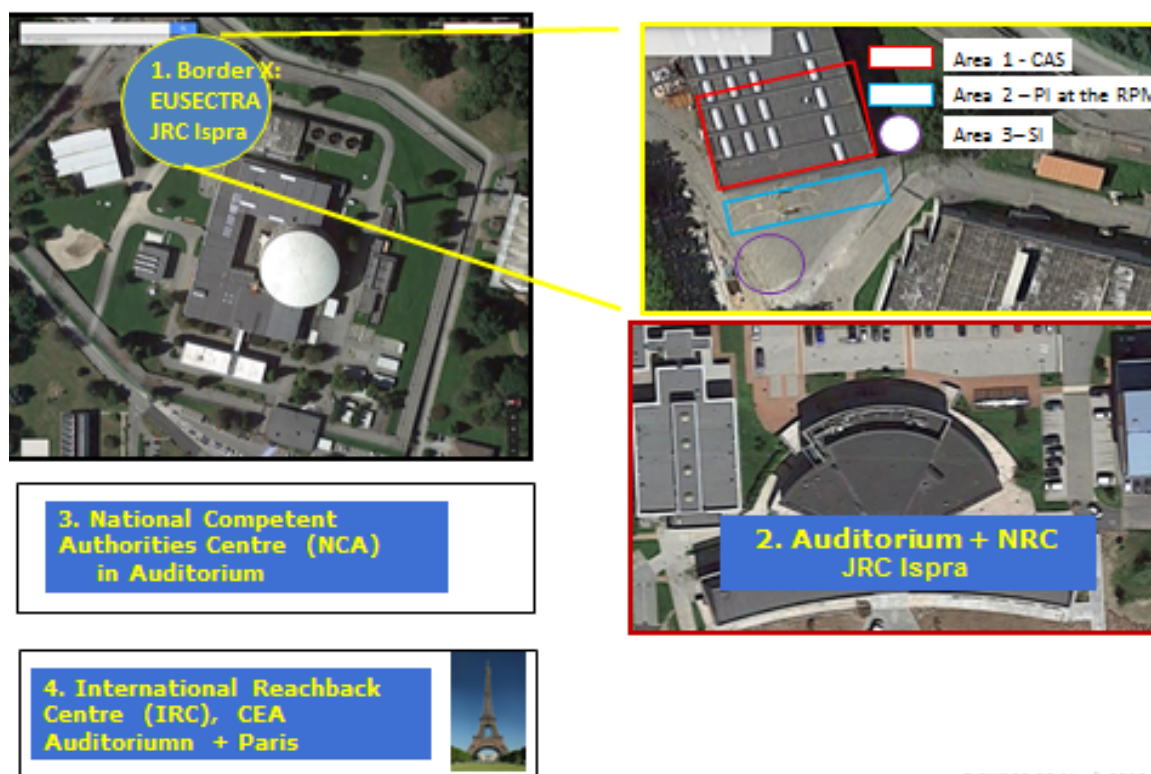 1. Border X:
EUSECTRA
JRC Ispra
Area 1 - CAS
Area 2 – PI at the RPM
Area 3– SI
3. National Competent
Authorities Centre (NCA)
in Auditorium
2. Auditorium + NRC
JRC Ispra
4. International Reachback
Centre (IRC), CEA
Auditoriumn + Paris